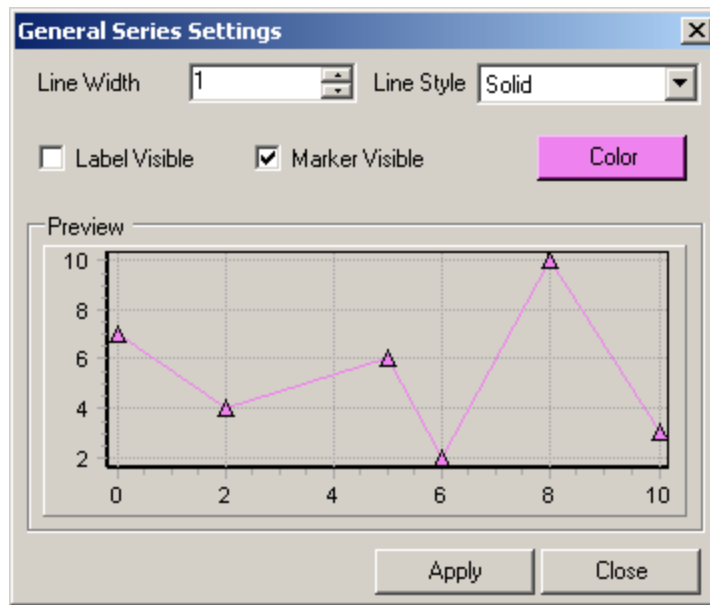 General Series Settings
Line Width 1 Line Style Solid
Label Visible Marker Visible Color
Preview
10
8
6
4
2
0 2 4 6 8 10
Apply Close